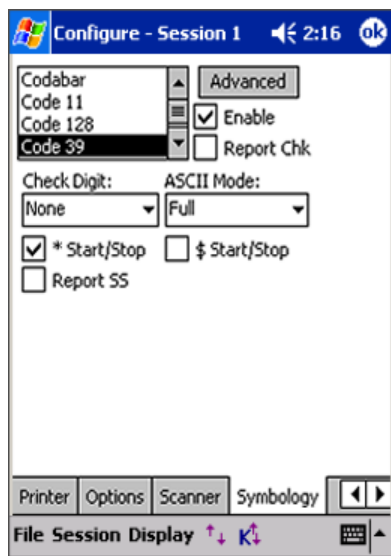 Configure - Session 1 2:16 ok
Codabar
Code 11
Code 128
Code 39
Advanced
Enable
Report Chk
Check Digit: ASCII Mode:
None Full
* Start/Stop $ Start/Stop
Report SS
Printer Options Scanner Symbology
File Session Display K